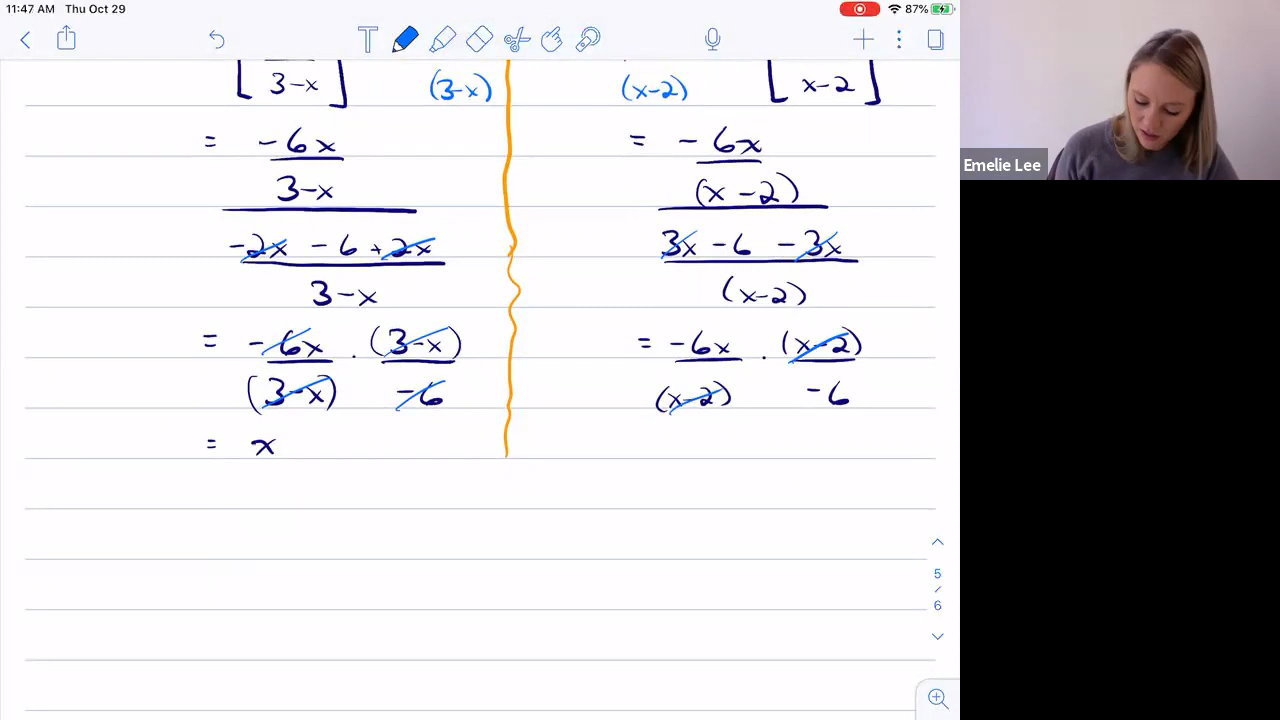 11:47 AM Thu Oct 29
87%
T
[ 3-x ] (3-x)
(x-2) [ x-2 ]
= -6x
3-x
-2x - 6 + 2x
3-x
= -6x . (3-x)
(3-x) -6
= x
= -6x
(x-2)
3x - 6 - 3x
(x-2)
= -6x . (x-2)
(x-2) -6
5
/
6
Emelie Lee